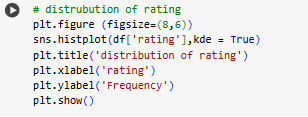 # distrubution of rating
plt.figure (figsize=(8,6))
sns.histplot(df['rating'],kde = True)
plt.title('distribution of rating')
plt.xlabel('rating')
plt.ylabel('Frequency')
plt.show()